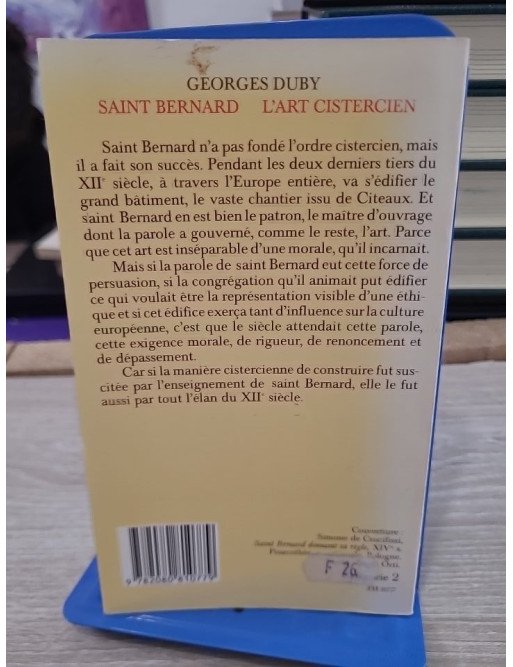 GEORGES DUBY
SAINT BERNARD L'ART CISTERCIEN
Saint Bernard n'a pas fondé l'ordre cistercien, mais
il a fait son succès. Pendant les deux derniers tiers du
XIIe siècle, à travers l'Europe entière, va s'édifier le
grand bâtiment, le vaste chantier issu de Cîteaux. Et
saint Bernard en est bien le patron, le maître d'ouvrage
dont la parole a gouverné, comme le reste, l'art. Parce
que cet art est inséparable d'une morale, qu'il incarnait.
Mais si la parole de saint Bernard eut cette force de
persuasion, si la congrégation qu'il animait put édifier
ce qui voulait être la représentation visible d'une éthi-
que et si cet édifice exerça tant d'influence sur la culture
européenne, c'est que le siècle attendait cette parole,
cette exigence morale, de rigueur, de renoncement et
de dépassement.
Car si la manière cistercienne de construire fut sus-
citée par l'enseignement de saint Bernard, elle le fut
aussi par tout l'élan du XIIe siècle.
Couverture :
Simone de Crocifissi,
Saint Bernard donnant sa règle, XIVe s.
Bologne.
F 26
2